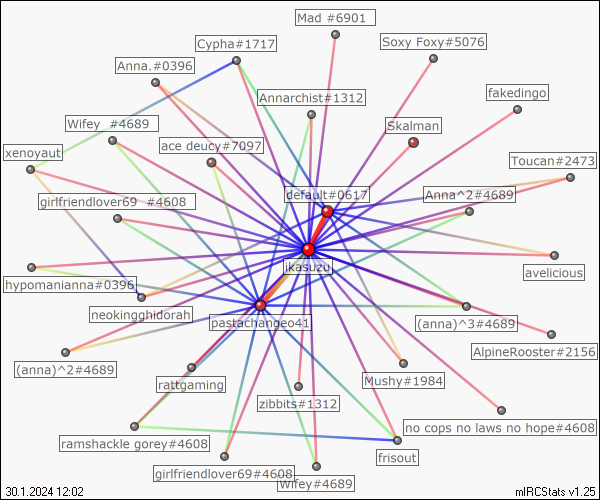 Mad #6901
Cypha#1717
Soxy Foxy#5076
Anna.#0396
Annarchist#1312
fakedingo
Wifey  #4689
Skalman
ace deucy#7097
xenoyaut
Toucan#2473
default#0617
Anna^2#4689
girlfriendlover69  #4608
jkasuzu
hypomanianna#0396
avelicious
neokingghidorah
pastachangeo41
(anna)^3#4689
AlpineRooster#2156
(anna)^2#4689
rattgaming
Mushy#1984
zibbits#1312
no cops no laws no hope#4608
ramshackle gorey#4608
frisout
girlfriendlover69#4608
Wifey#4689
30.1.2024 12:02
mIRCStats v1.25